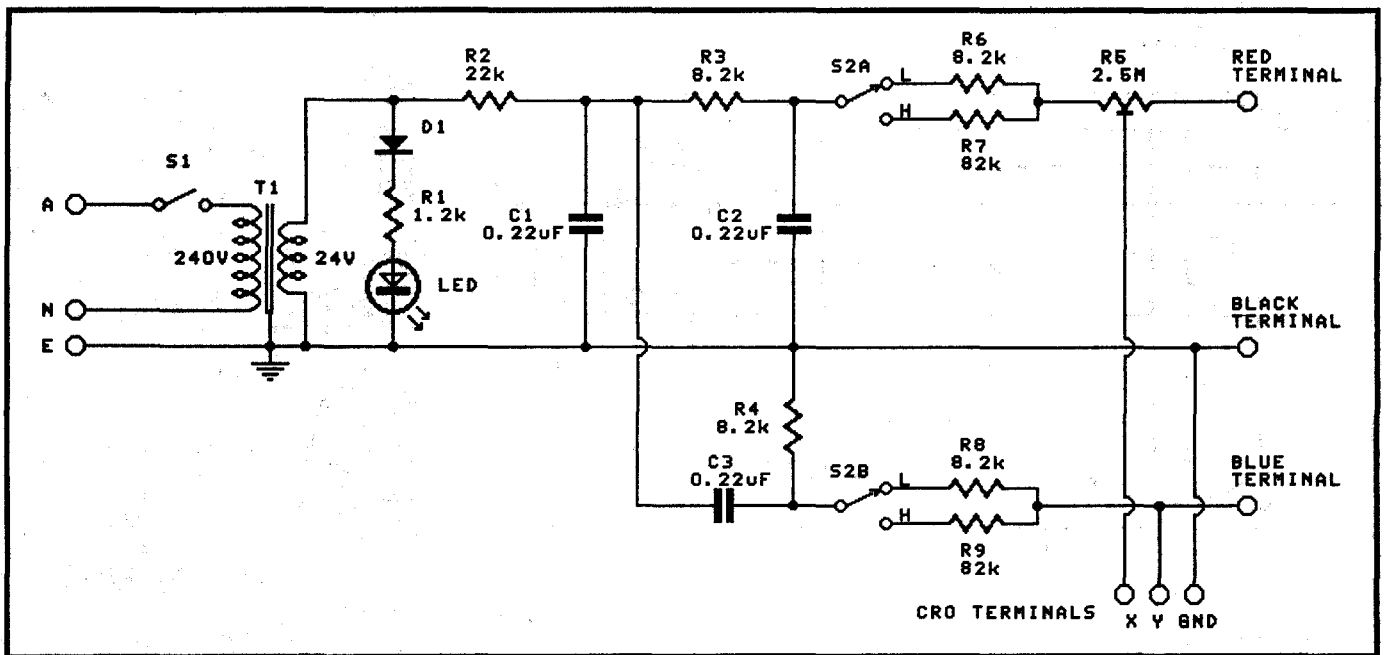 R2
22k
R3
8.2k
S2A
L
H
R6
8.2k
R7
82k
R5
2.5M
RED
TERMINAL
D1
S1
T1
R1
1.2k
A
240V
24V
C1
0.22uF
C2
0.22uF
LED
N
E
BLACK
TERMINAL
R4
8.2k
C3
0.22uF
S2B
L
H
R8
8.2k
R9
82k
BLUE
TERMINAL
CRO TERMINALS
X Y GND